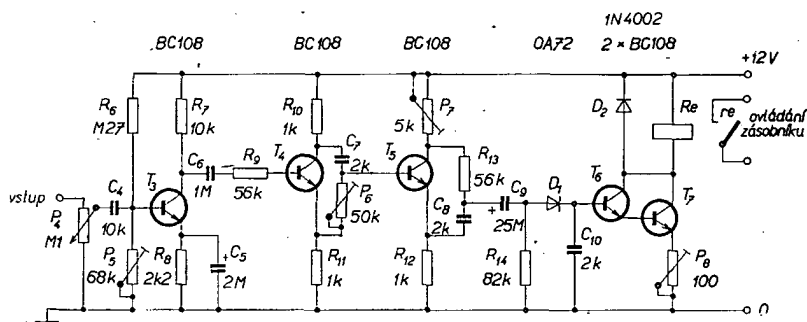 1N4002
BC108 BC108 BC108 OA72 2 × BC108
+12V
R6 M27
R7 10k
R10 1k
C7 2k
P7 5k
D2
Re
re
ovládání zásobníku
T3
C6 1M
R9 56k
T4
T5
R13 56k
C9 + 25M
D1
T6
T7
vstup
P4 M1
C4 10k
P6 50k
C8 2k
P5 68k
R8 2k2
+ C5 2M
R11 1k
R12 1k
R14 82k
C10 2k
P8 100
0